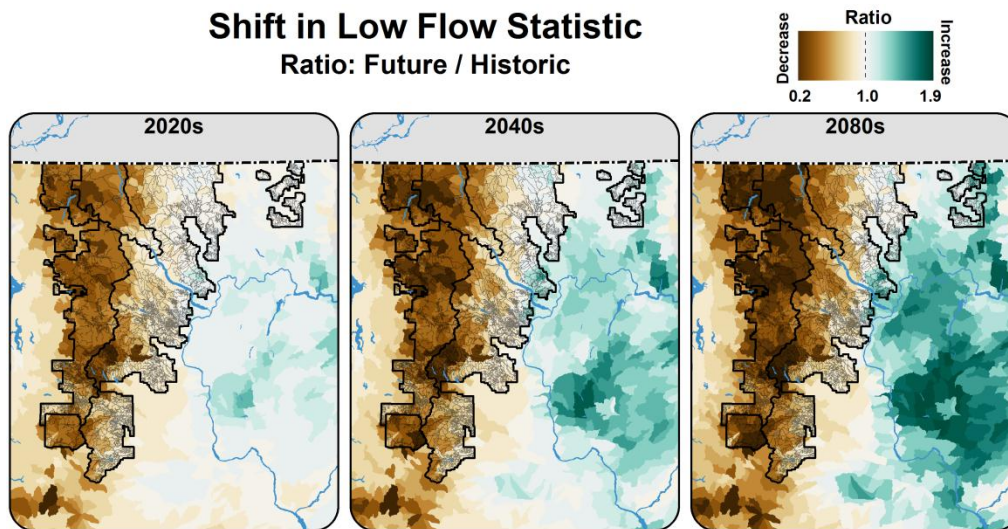 Shift in Low Flow Statistic
Ratio: Future / Historic
Ratio
Decrease
Increase
0.2 1.0 1.9
2020s 2040s 2080s